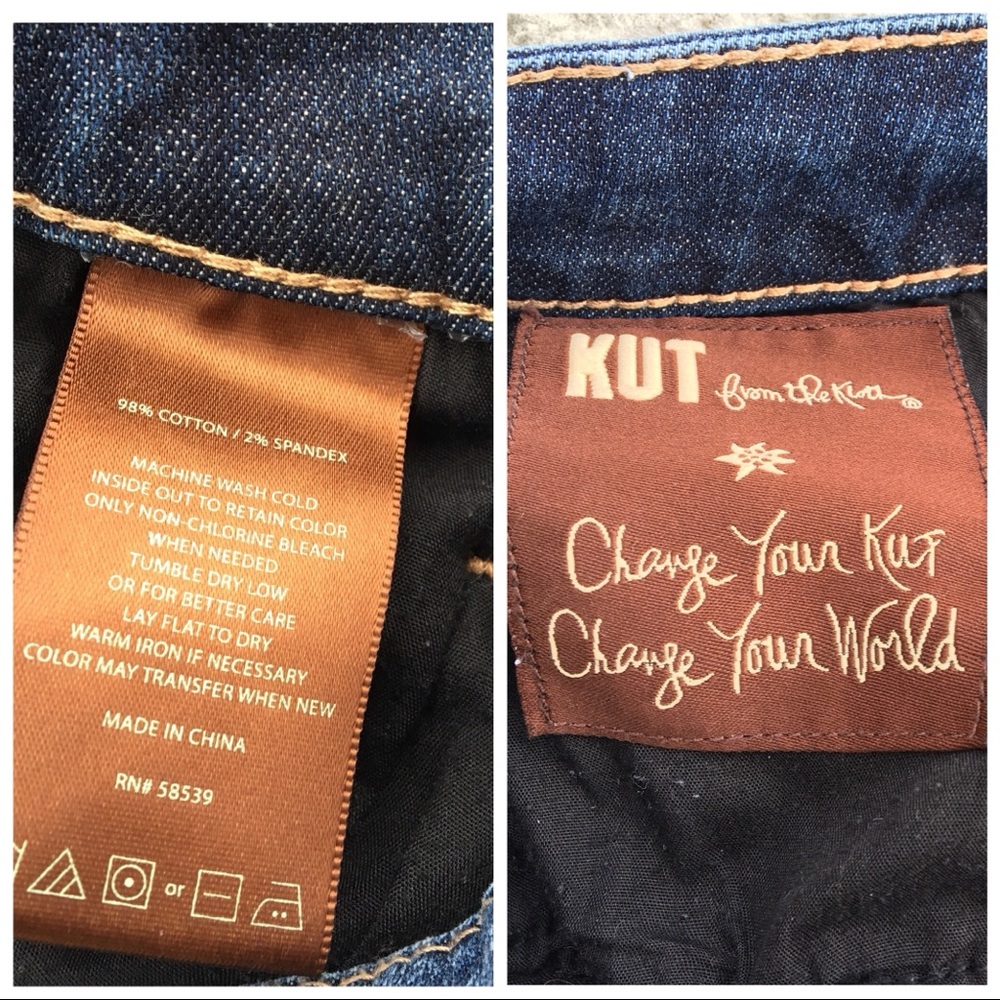 98% COTTON / 2% SPANDEX
MACHINE WASH COLD
INSIDE OUT TO RETAIN COLOR
ONLY NON-CHLORINE BLEACH
WHEN NEEDED
TUMBLE DRY LOW
OR FOR BETTER CARE
LAY FLAT TO DRY
WARM IRON IF NECESSARY
COLOR MAY TRANSFER WHEN NEW
MADE IN CHINA
RN# 58539
or
KUT from the Kloth®
Change Your Kut
Change Your World